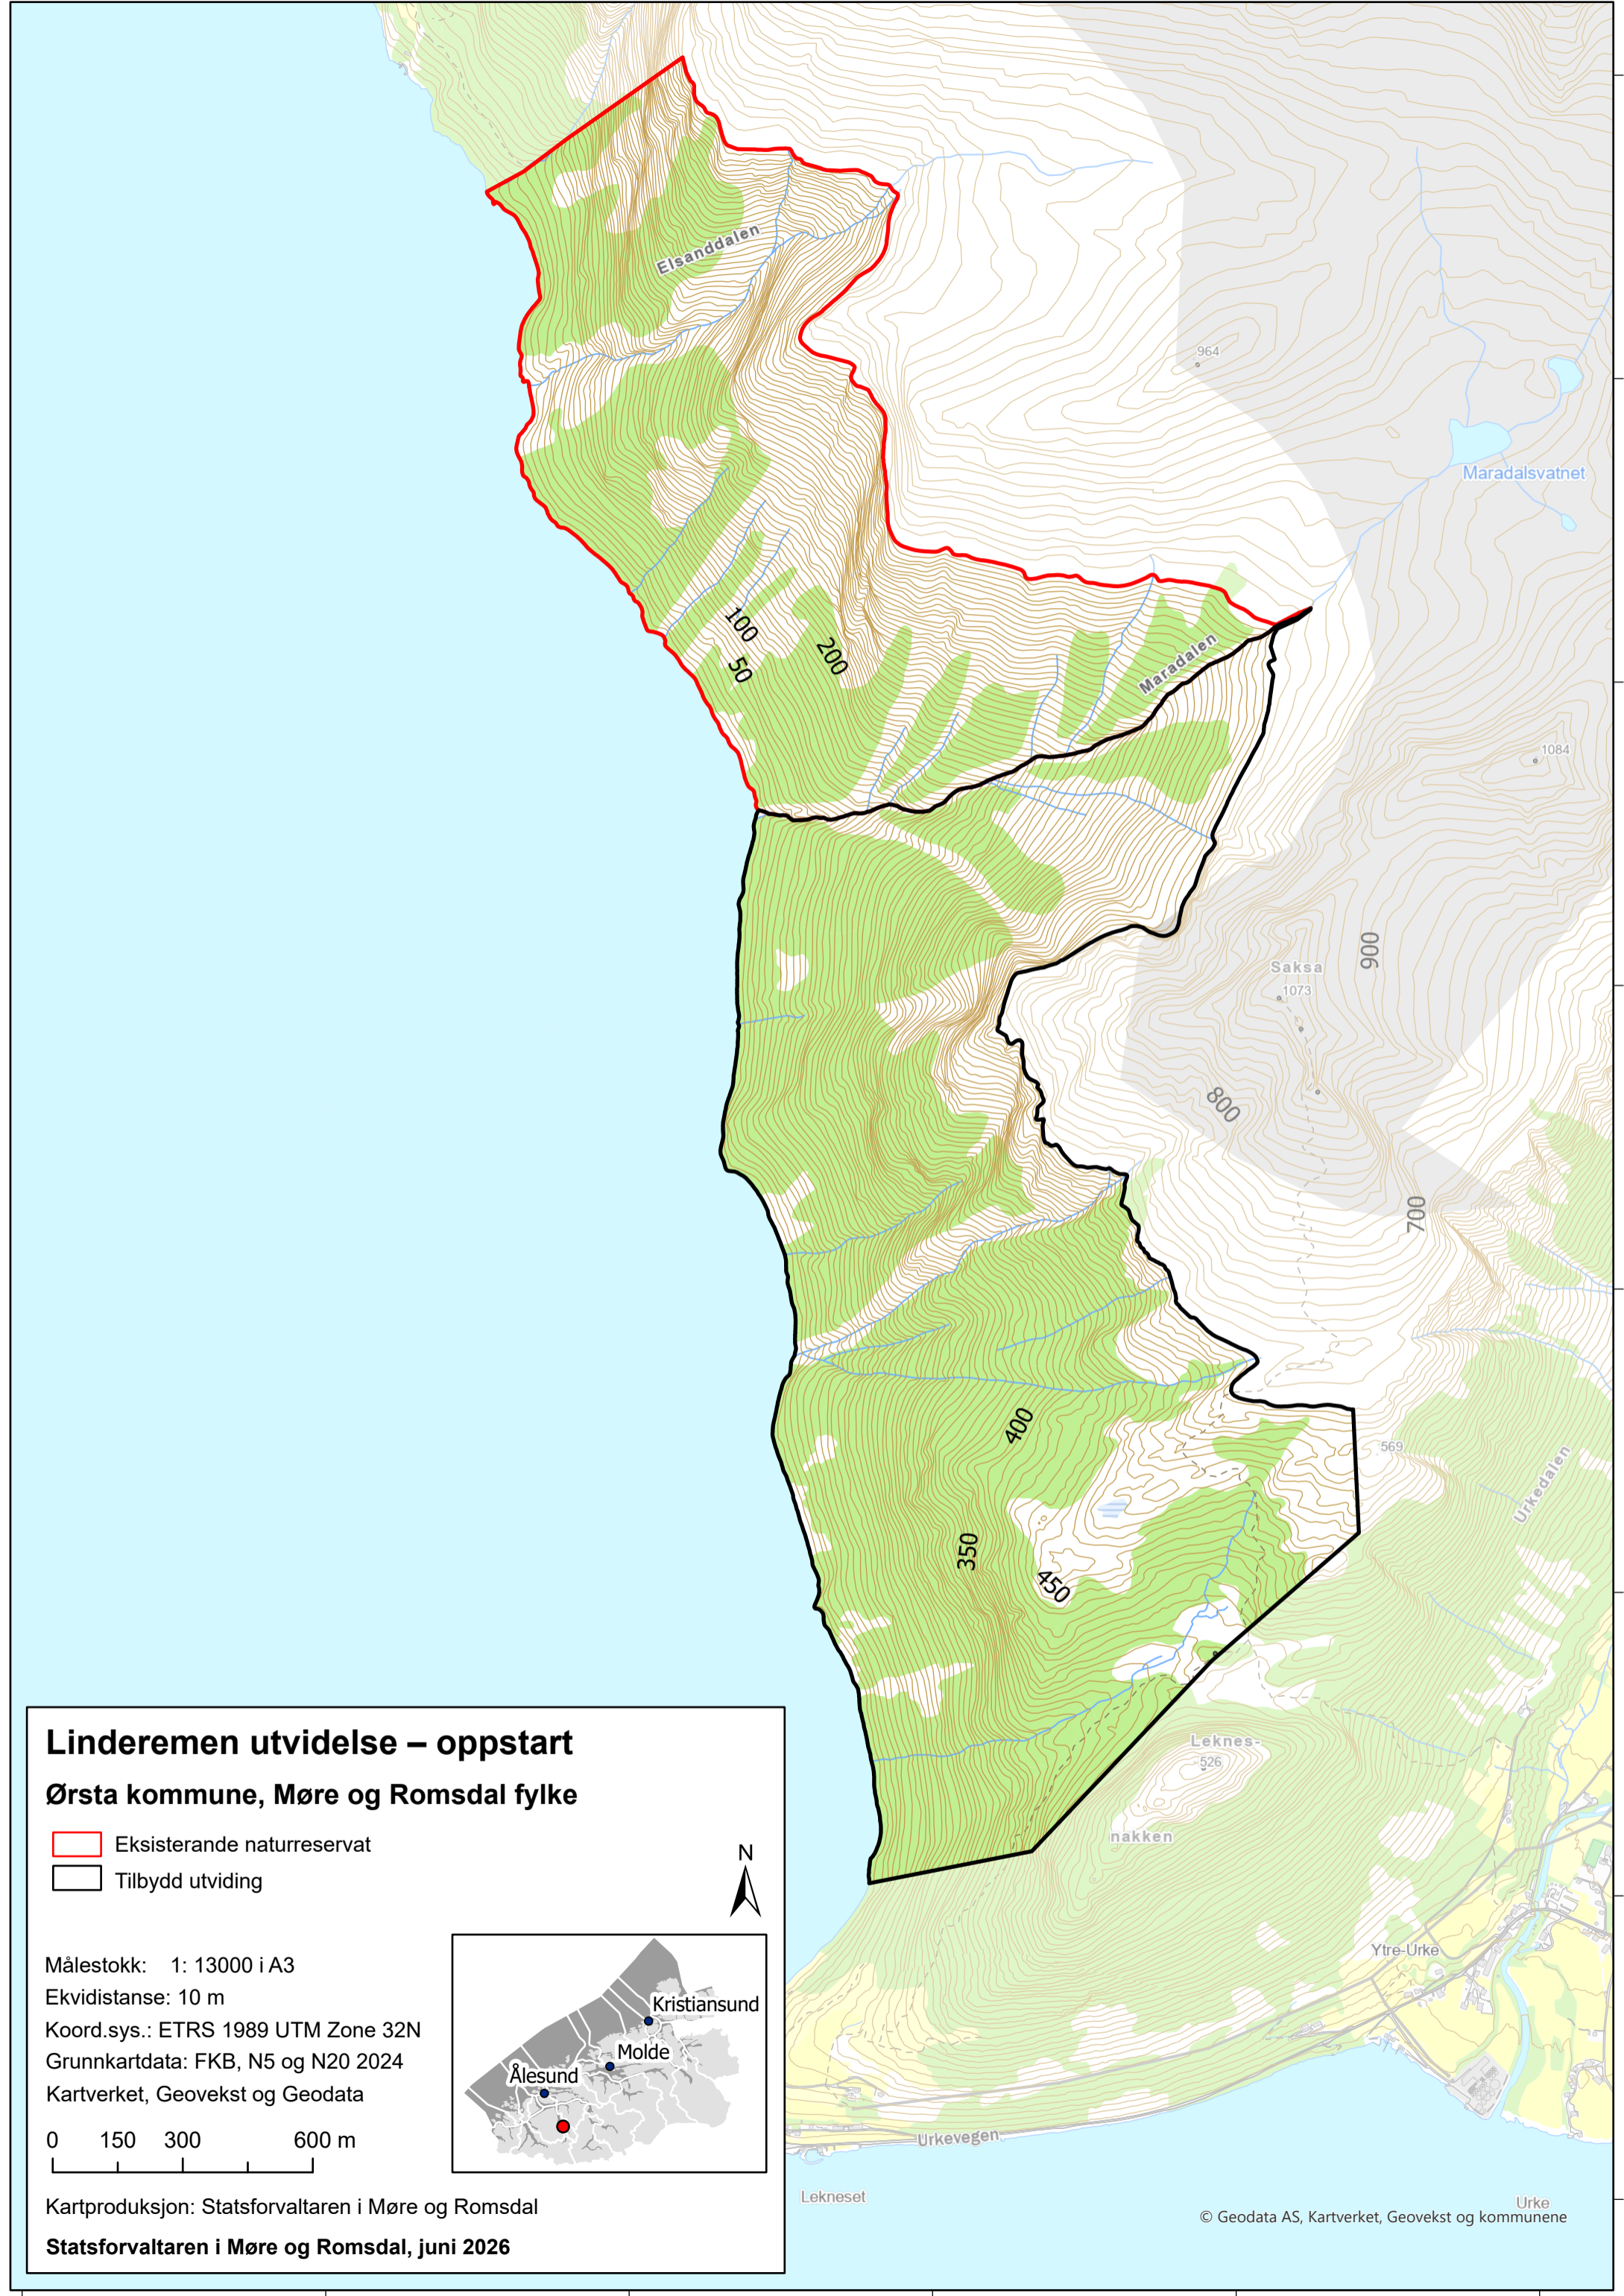 Elsanddalen
964
Maradalsvatnet
100
50
200
Maradalen
1084
900
Saksa
1073
800
700
400
569
Urkedalen
350
450
Leknes-
526
nakken
Ytre-Urke
Urkevegen
Lekneset
Urke
© Geodata AS, Kartverket, Geovekst og kommunene
Linderemen utvidelse – oppstart
Ørsta kommune, Møre og Romsdal fylke
Eksisterande naturreservat
Tilbydd utviding
N
Målestokk: 1: 13000 i A3
Ekvidistanse: 10 m
Koord.sys.: ETRS 1989 UTM Zone 32N
Grunnkartdata: FKB, N5 og N20 2024
Kartverket, Geovekst og Geodata
0 150 300 600 m
Kristiansund
Molde
Ålesund
Kartproduksjon: Statsforvaltaren i Møre og Romsdal
Statsforvaltaren i Møre og Romsdal, juni 2026